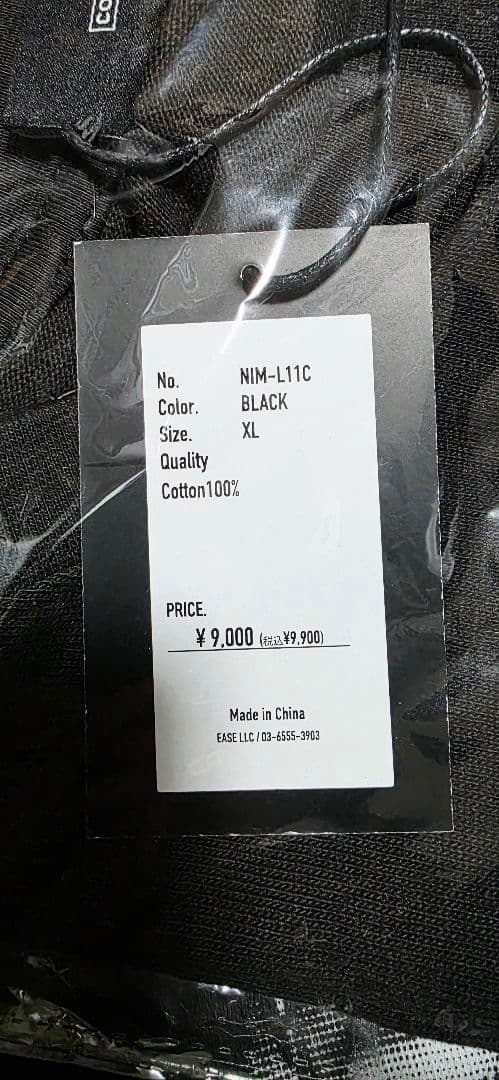 CO
No. NIM-L11C
Color. BLACK
Size. XL
Quality
Cotton100%
PRICE.
¥ 9,000 (税込¥9,900)
Made in China
EASE LLC / 03-6555-3903